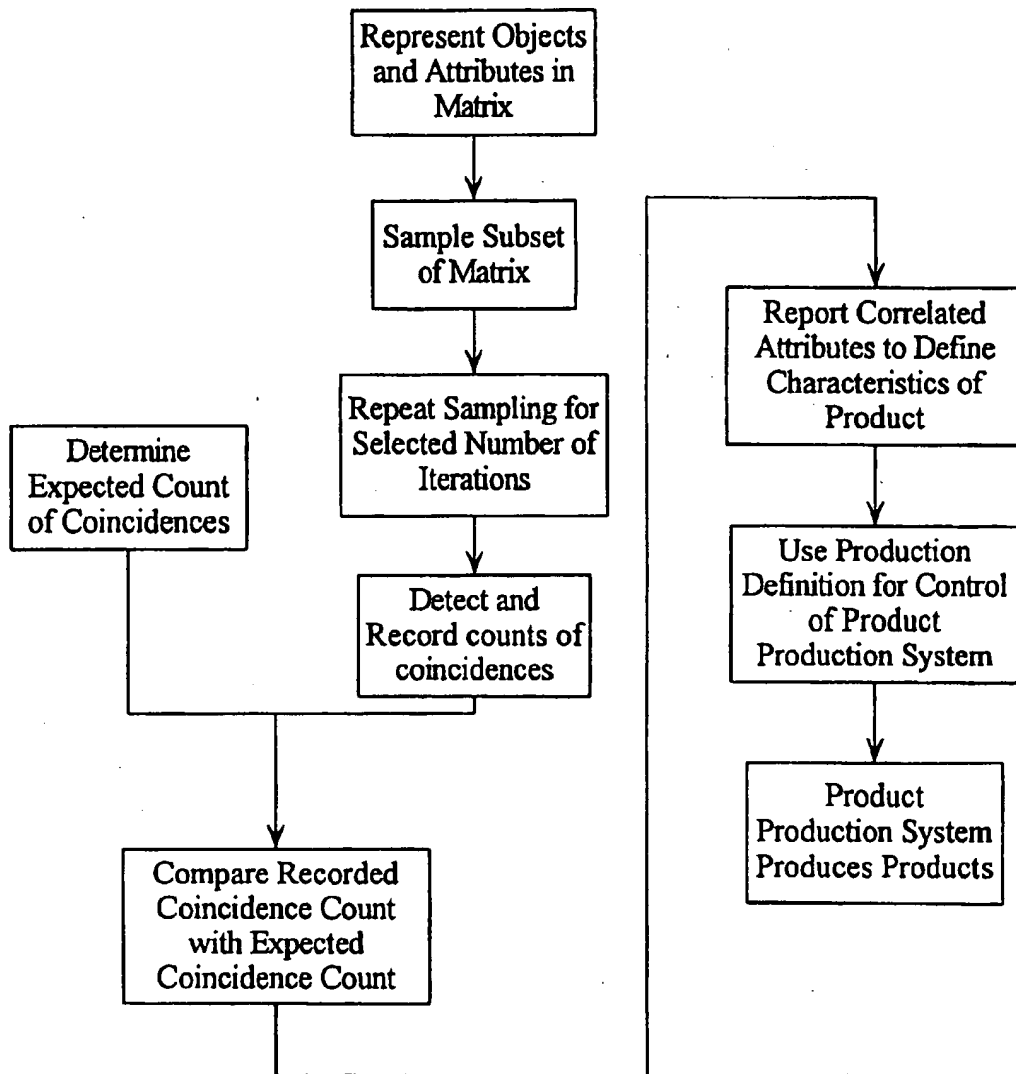 Represent Objects
and Attributes in
Matrix
Sample Subset
of Matrix
Repeat Sampling for
Selected Number of
Iterations
Determine
Expected Count
of Coincidences
Detect and
Record counts of
coincidences
Compare Recorded
Coincidence Count
with Expected
Coincidence Count
Report Correlated
Attributes to Define
Characteristics of
Product
Use Production
Definition for Control
of Product
Production System
Product
Production System
Produces Products